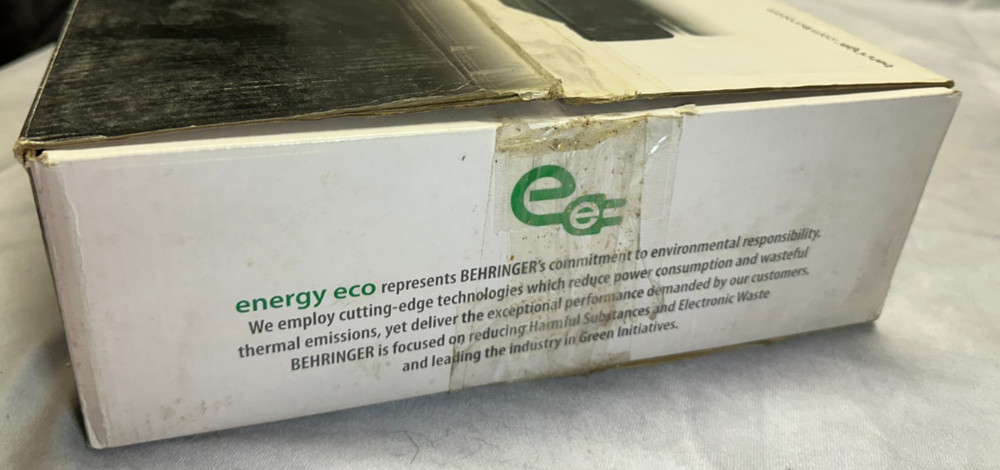 ee
energy eco represents BEHRINGER's commitment to environmental responsibility.
We employ cutting-edge technologies which reduce power consumption and wasteful
thermal emissions, yet deliver the exceptional performance demanded by our customers.
BEHRINGER is focused on reducing Harmful Substances and Electronic Waste
and leading the industry in Green Initiatives.